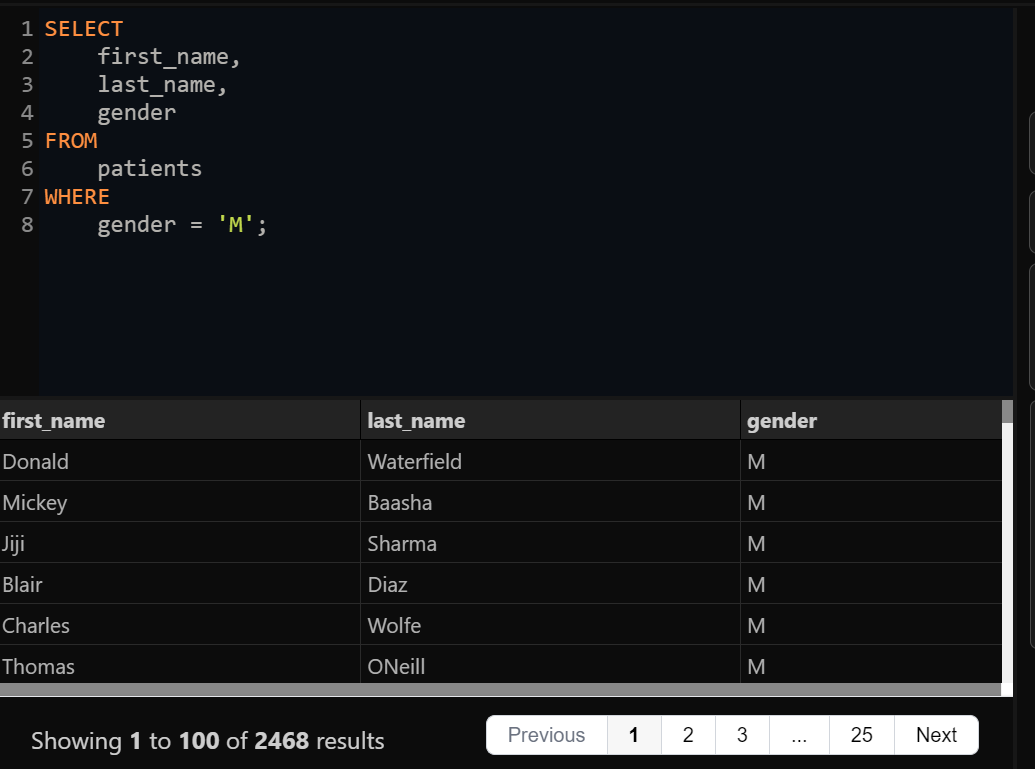 1 SELECT
2     first_name,
3     last_name,
4     gender
5 FROM
6     patients
7 WHERE
8     gender = 'M';
first_name last_name gender
Donald Waterfield M
Mickey Baasha M
Jiji Sharma M
Blair Diaz M
Charles Wolfe M
Thomas ONeill M
Showing 1 to 100 of 2468 results Previous 1 2 3 ... 25 Next